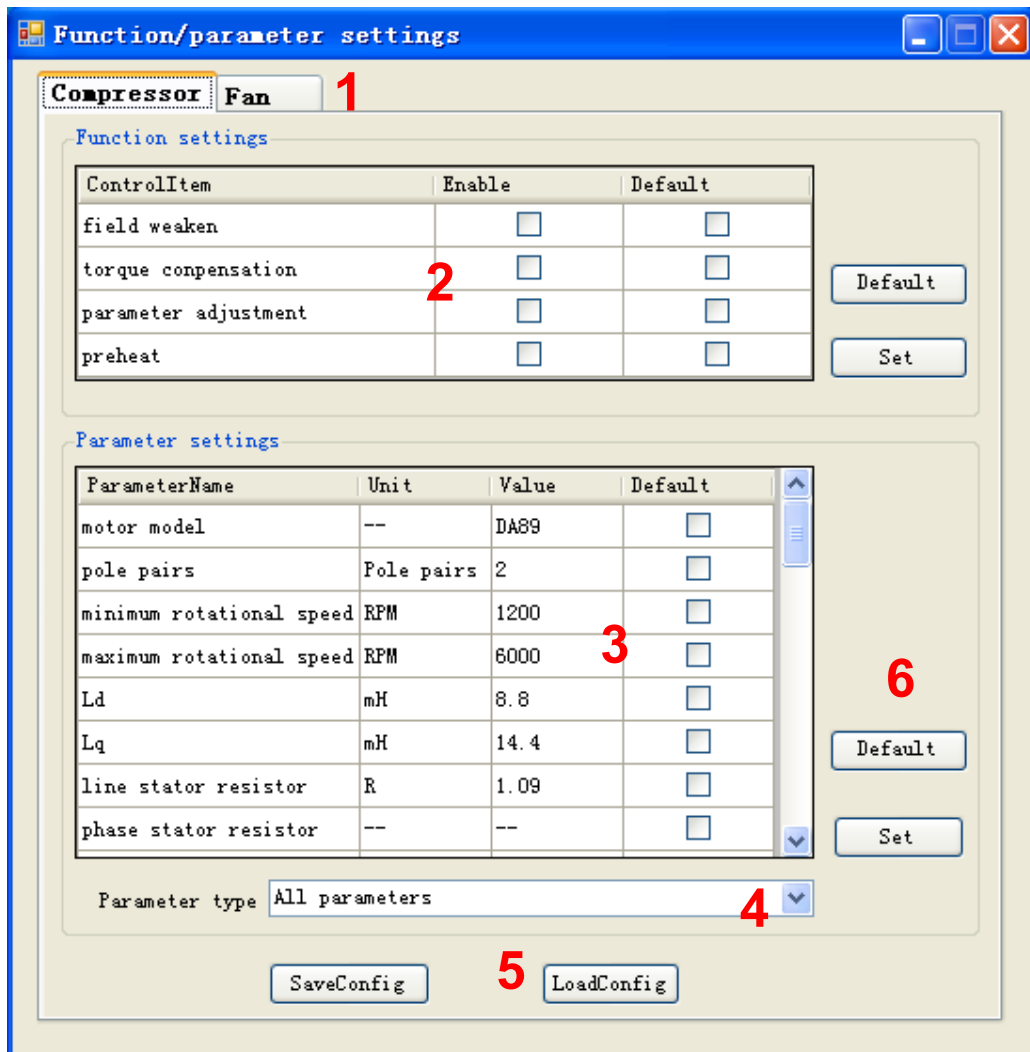 Function/parameter settings
Compressor Fan 1
Function settings
ControlItem Enable Default
field weaken
torque conpensation
2
Default
parameter adjustment
preheat
Set
Parameter settings
ParameterName Unit Value Default
motor model -- DA89
pole pairs Pole pairs 2
minimum rotational speed RPM 1200
maximum rotational speed RPM 6000
3
Ld mH 8.8
6
Lq mH 14.4
Default
line stator resistor R 1.09
phase stator resistor -- --
Set
Parameter type All parameters
4
SaveConfig 5 LoadConfig